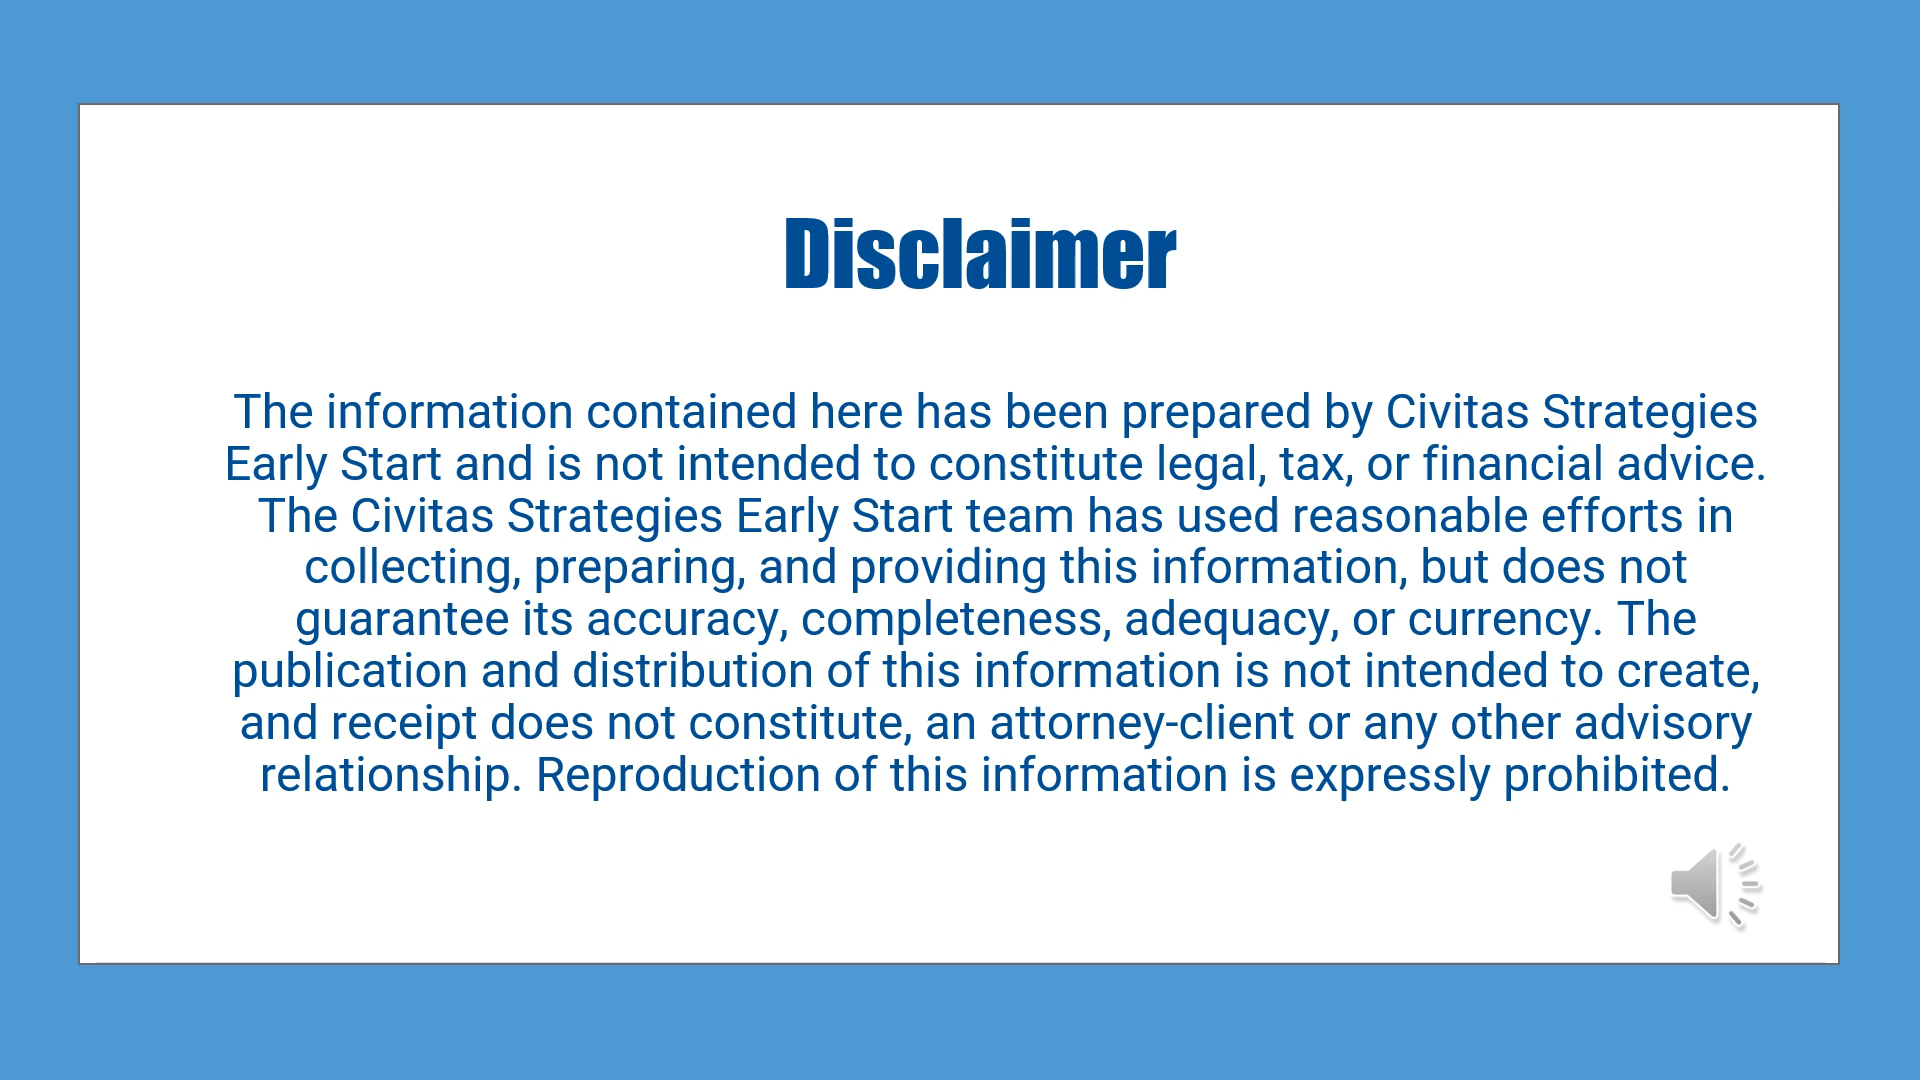 Disclaimer
The information contained here has been prepared by Civitas Strategies
Early Start and is not intended to constitute legal, tax, or financial advice.
The Civitas Strategies Early Start team has used reasonable efforts in
collecting, preparing, and providing this information, but does not
guarantee its accuracy, completeness, adequacy, or currency. The
publication and distribution of this information is not intended to create,
and receipt does not constitute, an attorney-client or any other advisory
relationship. Reproduction of this information is expressly prohibited.